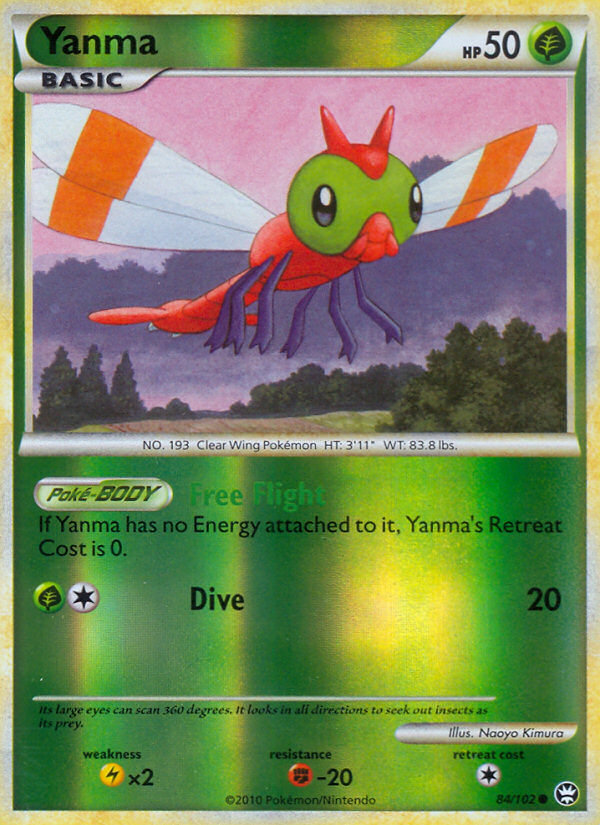 Yanma
HP 50
BASIC
NO. 193 Clear Wing Pokémon HT: 3'11" WT: 83.8 lbs.
Poké-BODY Free Flight
If Yanma has no Energy attached to it, Yanma's Retreat
Cost is 0.
Dive 20
Its large eyes can scan 360 degrees. It looks in all directions to seek out insects as
its prey.
Illus. Naoyo Kimura
weakness resistance retreat cost
×2 -20
©2010 Pokémon/Nintendo 84/102